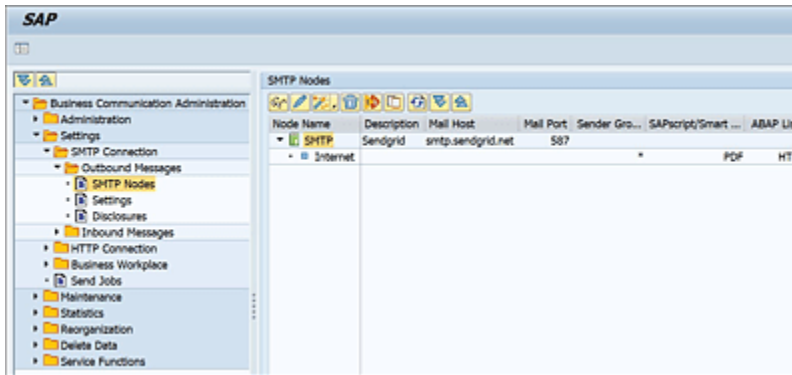 SAP
SMTP Nodes
Business Communication Administration
Administration
Settings
SMTP Connection
Outbound Messages
SMTP Nodes
Settings
Disclosures
Inbound Messages
HTTP Connection
Business Workplace
Send Jobs
Maintenance
Statistics
Reorganization
Delete Data
Service Functions
Node Name Description Mail Host Mail Port Sender Gro... SAPscript/Smart ... ABAP Lis
SMTP Sendgrid smtp.sendgrid.net 587
Internet * PDF HT